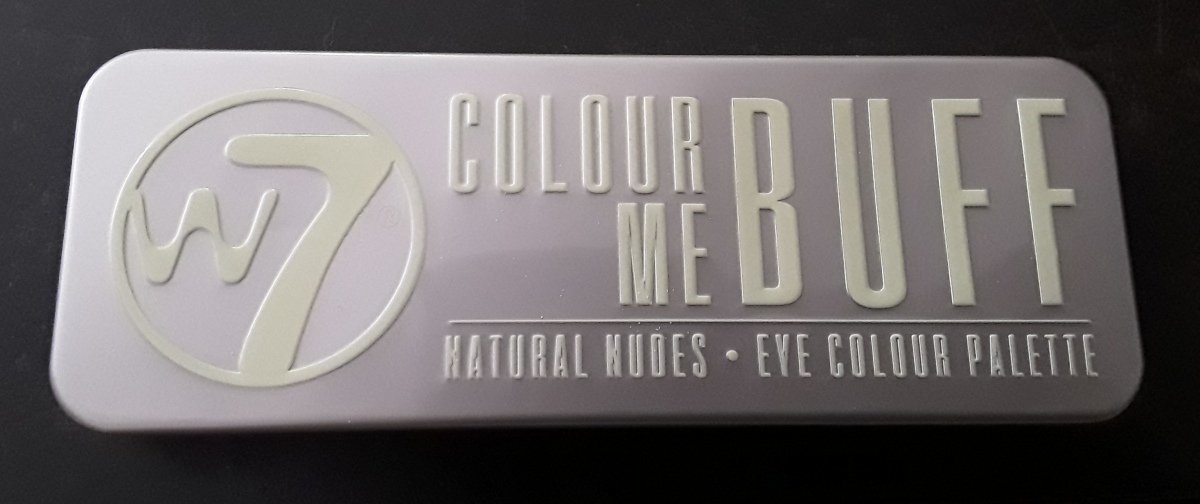 W7
®
COLOUR
ME
BUFF
NATURAL NUDES • EYE COLOUR PALETTE